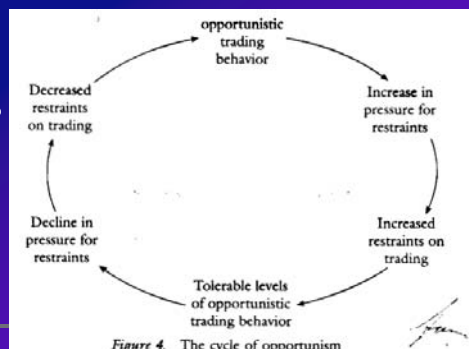 opportunistic
trading
behavior
Increase in
pressure for
restraints
Increased
restraints on
trading
Tolerable levels
of opportunistic
trading behavior
Decline in
pressure for
restraints
Decreased
restraints
on trading
Figure 4. The cycle of opportunism